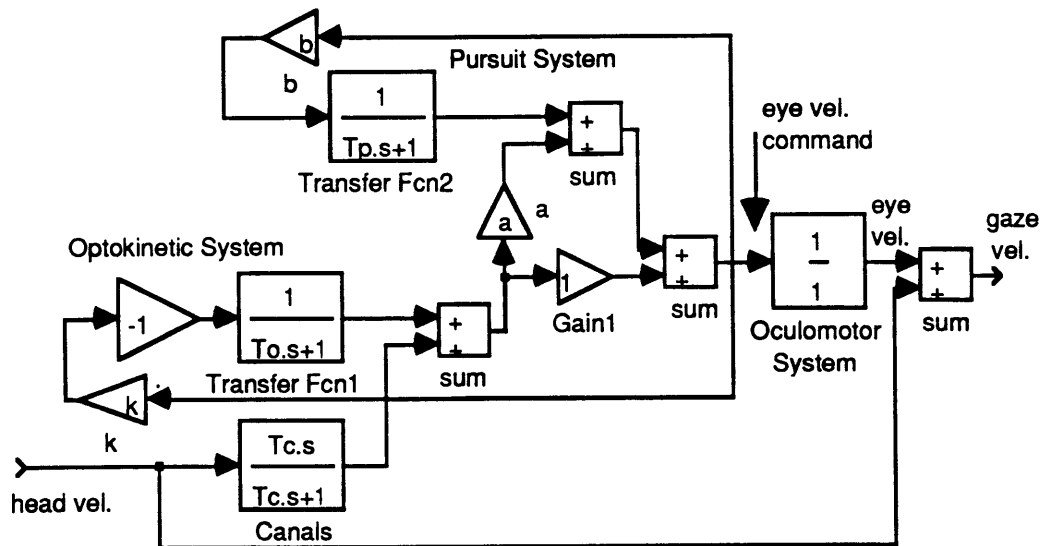 b
Pursuit System
b
1
Tp.s+1
Transfer Fcn2
+
+
sum
eye vel.
command
a
a
Optokinetic System
-1
1
To.s+1
Transfer Fcn1
+
+
sum
1
Gain1
+
+
sum
1
1
Oculomotor
System
eye
vel.
+
+
sum
gaze
vel.
k
k
head vel.
Tc.s
Tc.s+1
Canals